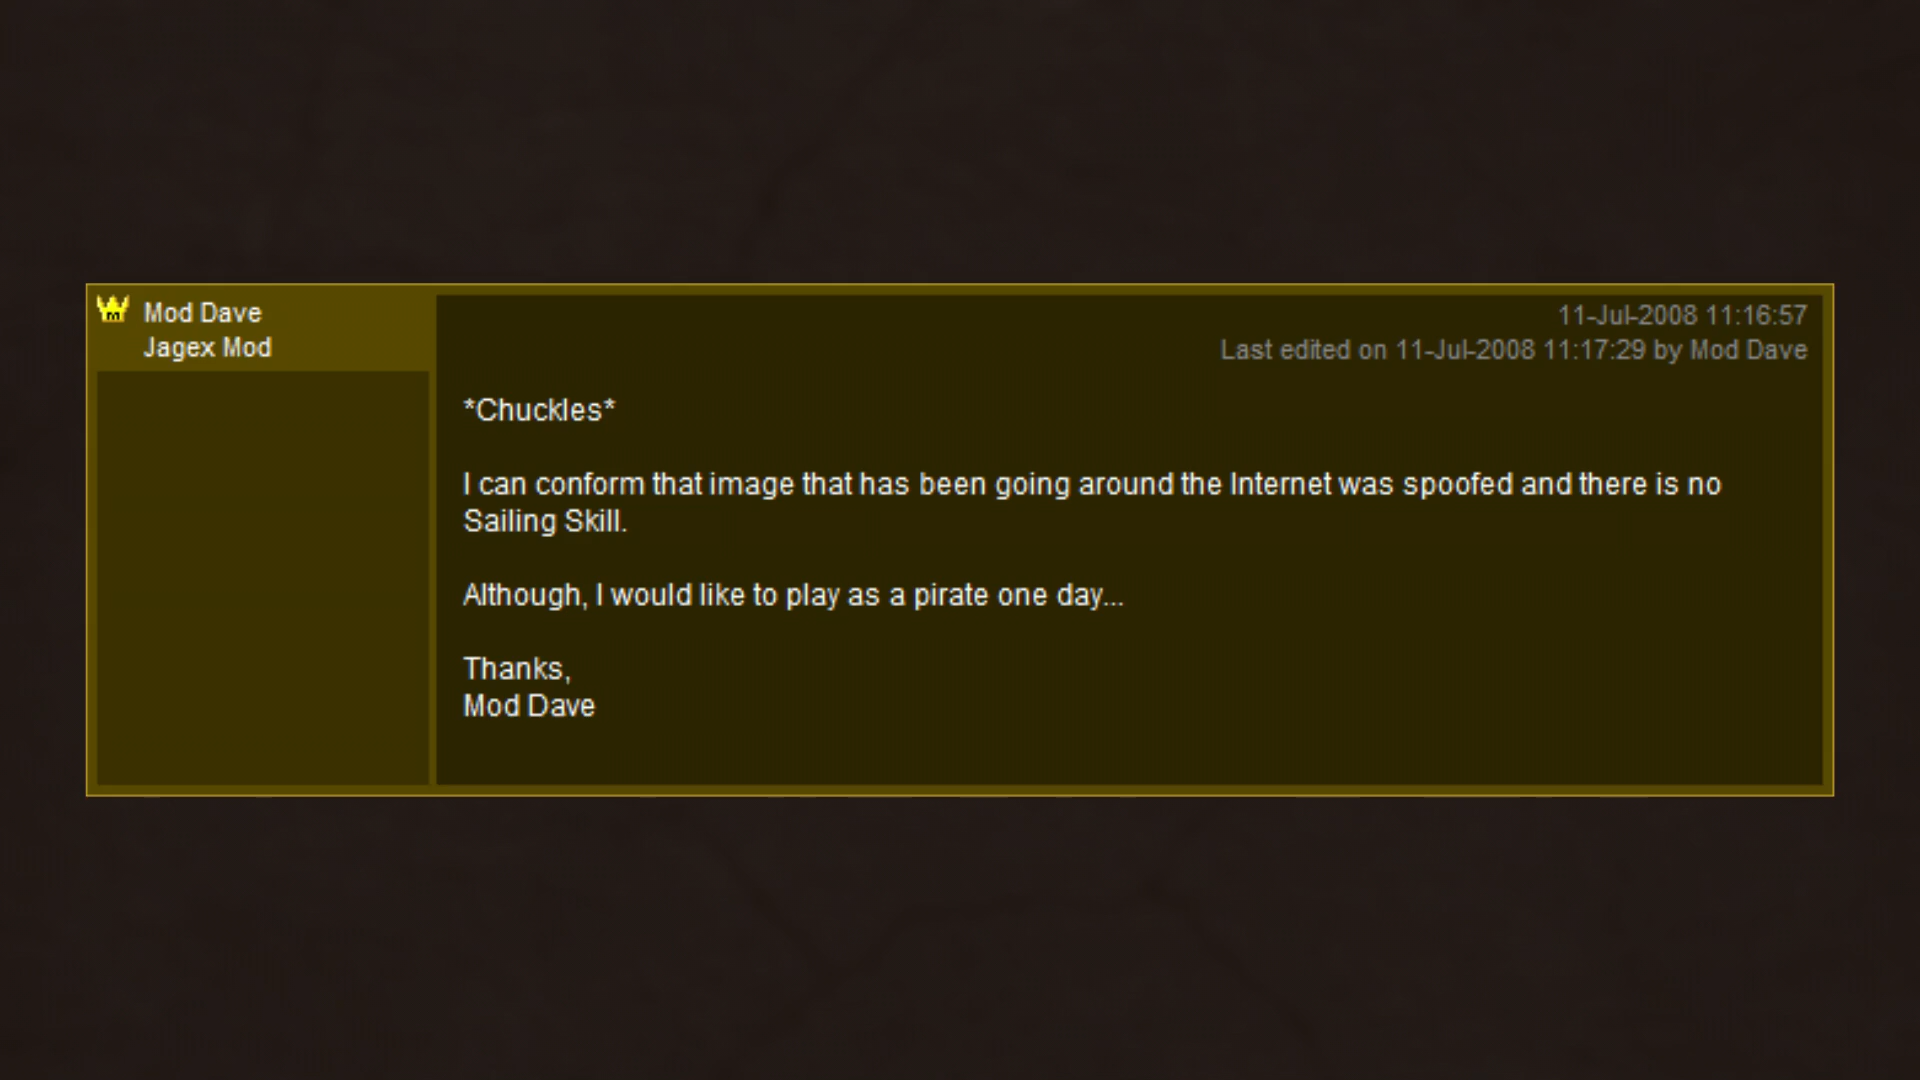 Mod Dave
Jagex Mod
11-Jul-2008 11:16:57
Last edited on 11-Jul-2008 11:17:29 by Mod Dave
*Chuckles*
I can conform that image that has been going around the Internet was spoofed and there is no
Sailing Skill.
Although, I would like to play as a pirate one day...
Thanks,
Mod Dave